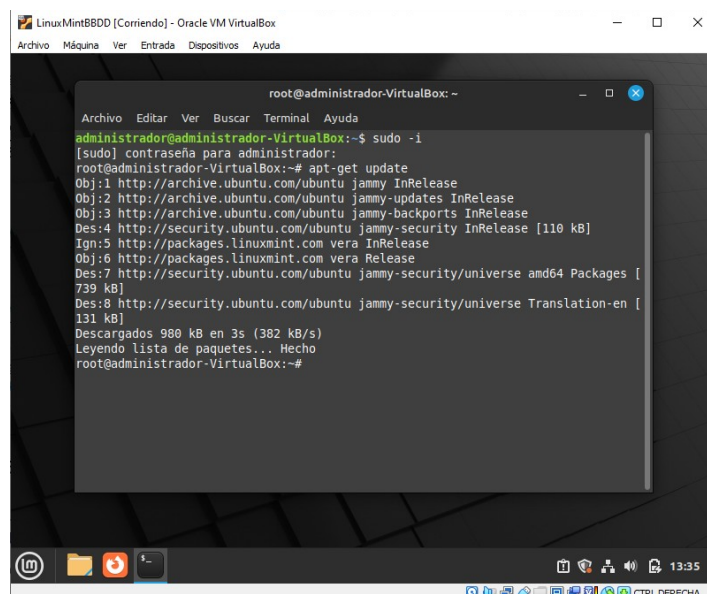 LinuxMintBBDD [Corriendo] - Oracle VM VirtualBox
Archivo Máquina Ver Entrada Dispositivos Ayuda
root@administrador-VirtualBox: ~
Archivo Editar Ver Buscar Terminal Ayuda
administrador@administrador-VirtualBox:~$ sudo -i
[sudo] contraseña para administrador:
root@administrador-VirtualBox:~# apt-get update
Obj:1 http://archive.ubuntu.com/ubuntu jammy InRelease
Obj:2 http://archive.ubuntu.com/ubuntu jammy-updates InRelease
Obj:3 http://archive.ubuntu.com/ubuntu jammy-backports InRelease
Des:4 http://security.ubuntu.com/ubuntu jammy-security InRelease [110 kB]
Ign:5 http://packages.linuxmint.com vera InRelease
Obj:6 http://packages.linuxmint.com vera Release
Des:7 http://security.ubuntu.com/ubuntu jammy-security/universe amd64 Packages [
739 kB]
Des:8 http://security.ubuntu.com/ubuntu jammy-security/universe Translation-en [
131 kB]
Descargados 980 kB en 3s (382 kB/s)
Leyendo lista de paquetes... Hecho
root@administrador-VirtualBox:~#
13:35
CTRL DERECHA